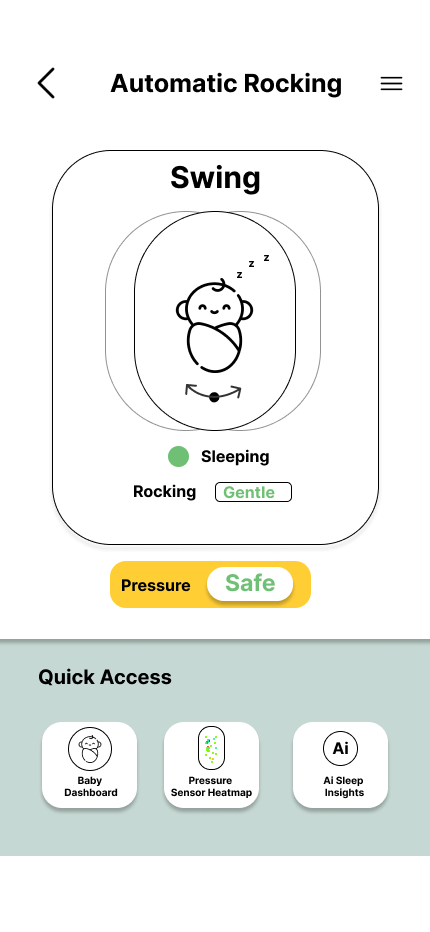 Automatic Rocking
Swing
z
z
z
Sleeping
Rocking Gentle
Pressure Safe
Quick Access
Baby
Dashboard
Pressure
Sensor Heatmap
Ai
Ai Sleep
Insights